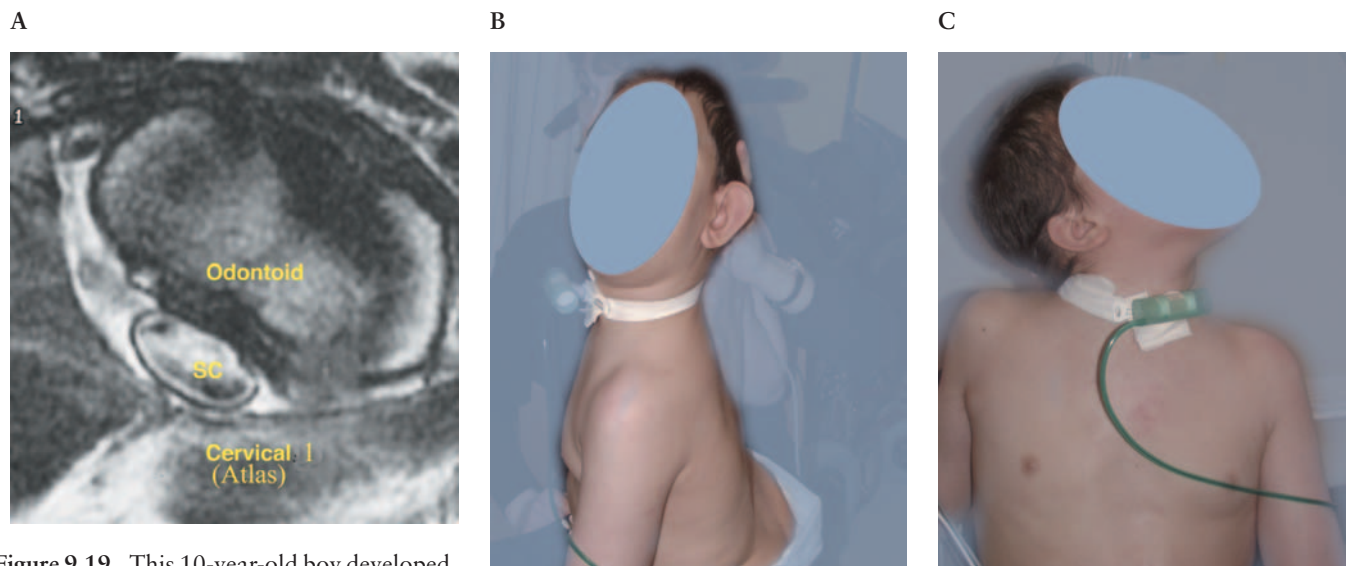 A
B
C
1
Odontoid
SC
Cervical 1
(Atlas)
Figure 9.19 This 10-year-old boy developed